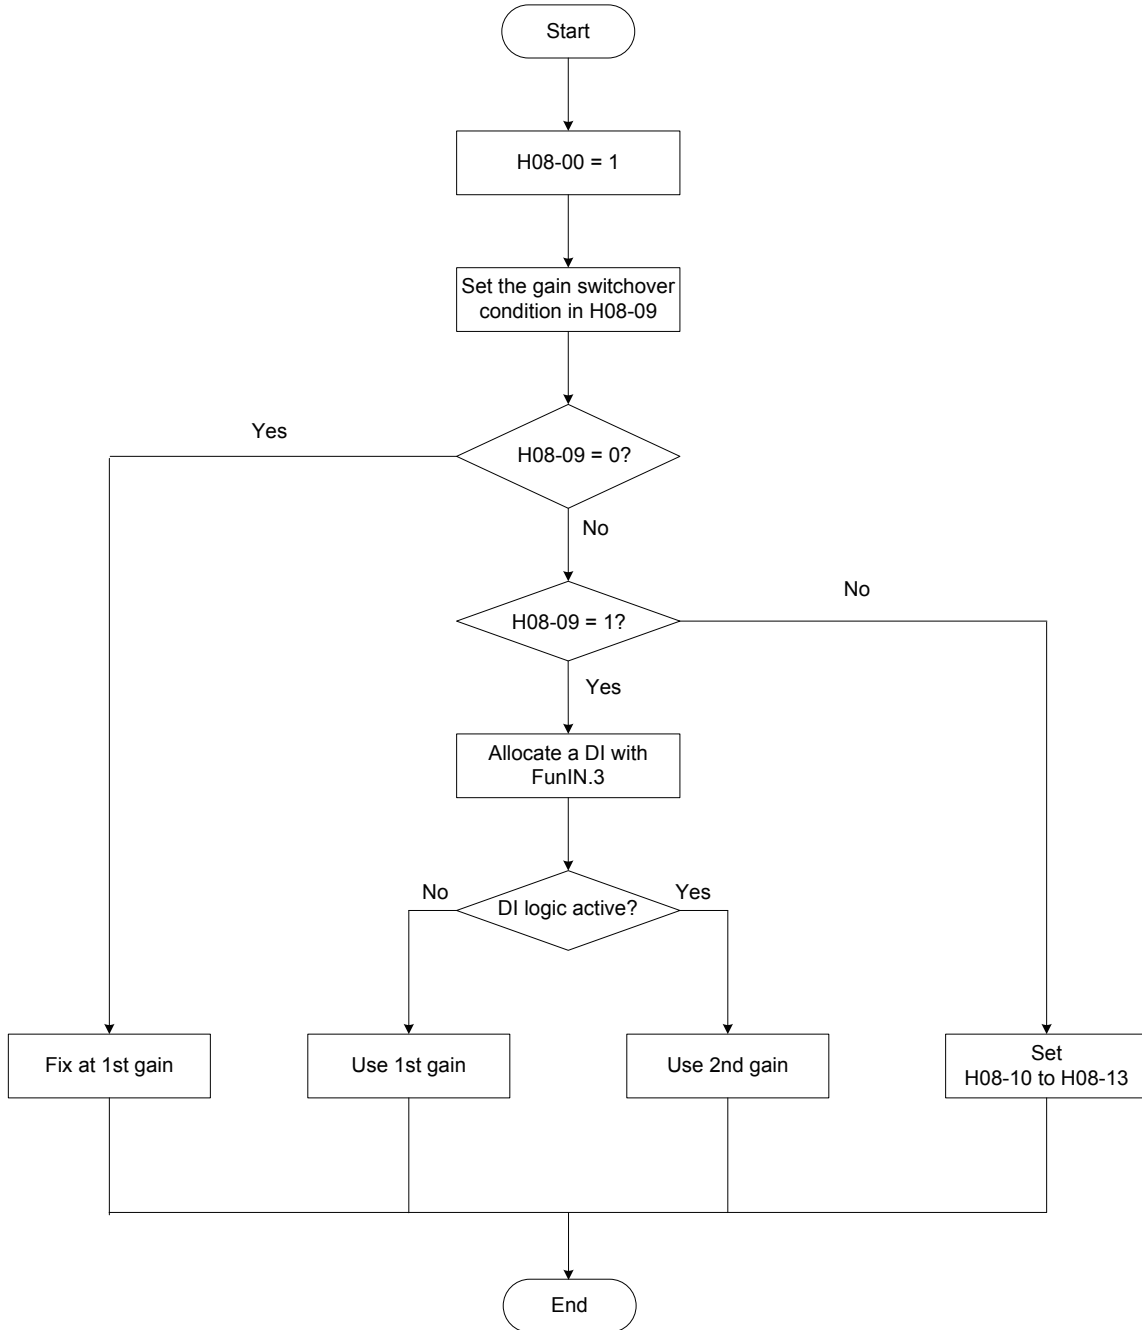 Start
H08-00 = 1
Set the gain switchover
condition in H08-09
Yes
H08-09 = 0?
No
No
H08-09 = 1?
Yes
Allocate a DI with
FunIN.3
No
Yes
DI logic active?
Fix at 1st gain
Use 1st gain
Use 2nd gain
Set
H08-10 to H08-13
End